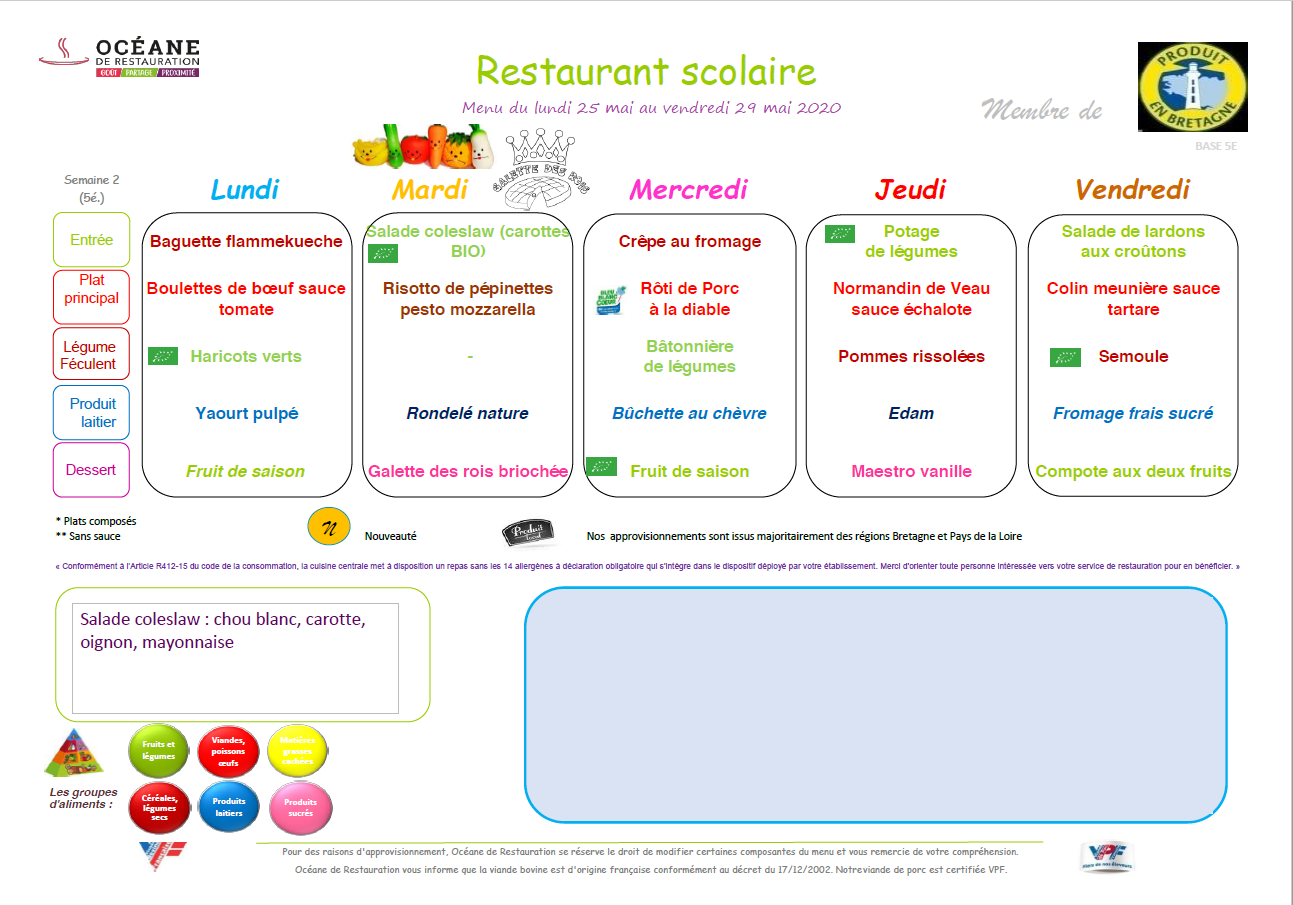 OCÉANE
DE RESTAURATION
GOÛT / PARTAGE / PROXIMITÉ
Restaurant scolaire
Menu du lundi 25 mai au vendredi 29 mai 2020
Membre de
PRODUIT
EN BRETAGNE
BASE 5E
GALETTE DES ROIS
Semaine 2
(5é.)
Lundi
Mardi
Mercredi
Jeudi
Vendredi
Entrée
Baguette flammekueche
Salade coleslaw (carottes
BIO)
Crêpe au fromage
Potage
de légumes
Salade de lardons
aux croûtons
Plat
principal
Boulettes de bœuf sauce
tomate
Risotto de pépinettes
pesto mozzarella
BLEU
BLANC
COEUR
Rôti de Porc
à la diable
Normandin de Veau
sauce échalote
Colin meunière sauce
tartare
Légume
Féculent
Haricots verts
-
Bâtonnière
de légumes
Pommes rissolées
Semoule
Produit
laitier
Yaourt pulpé
Rondelé nature
Bûchette au chèvre
Edam
Fromage frais sucré
Dessert
Fruit de saison
Galette des rois briochée
Fruit de saison
Maestro vanille
Compote aux deux fruits
* Plats composés
** Sans sauce
N
Nouveauté
Produit
local
Nos approvisionnements sont issus majoritairement des régions Bretagne et Pays de la Loire
« Conformément à l'Article R412-15 du code de la consommation, la cuisine centrale met à disposition un repas sans les 14 allergènes à déclaration obligatoire qui s'intègre dans le dispositif déployé par votre établissement. Merci d'orienter toute personne intéressée vers votre service de restauration pour en bénéficier. »
Salade coleslaw : chou blanc, carotte,
oignon, mayonnaise
Les groupes
d'aliments :
Fruits et
légumes
Viandes,
poissons
œufs
Matières
grasses
cachées
Céréales,
légumes
secs
Produits
laitiers
Produits
sucrés
VPF
Pour des raisons d'approvisionnement, Océane de Restauration se réserve le droit de modifier certaines composantes du menu et vous remercie de votre compréhension.
Océane de Restauration vous informe que la viande bovine est d'origine française conformément au décret du 17/12/2002. Notre viande de porc est certifiée VPF.
VPF